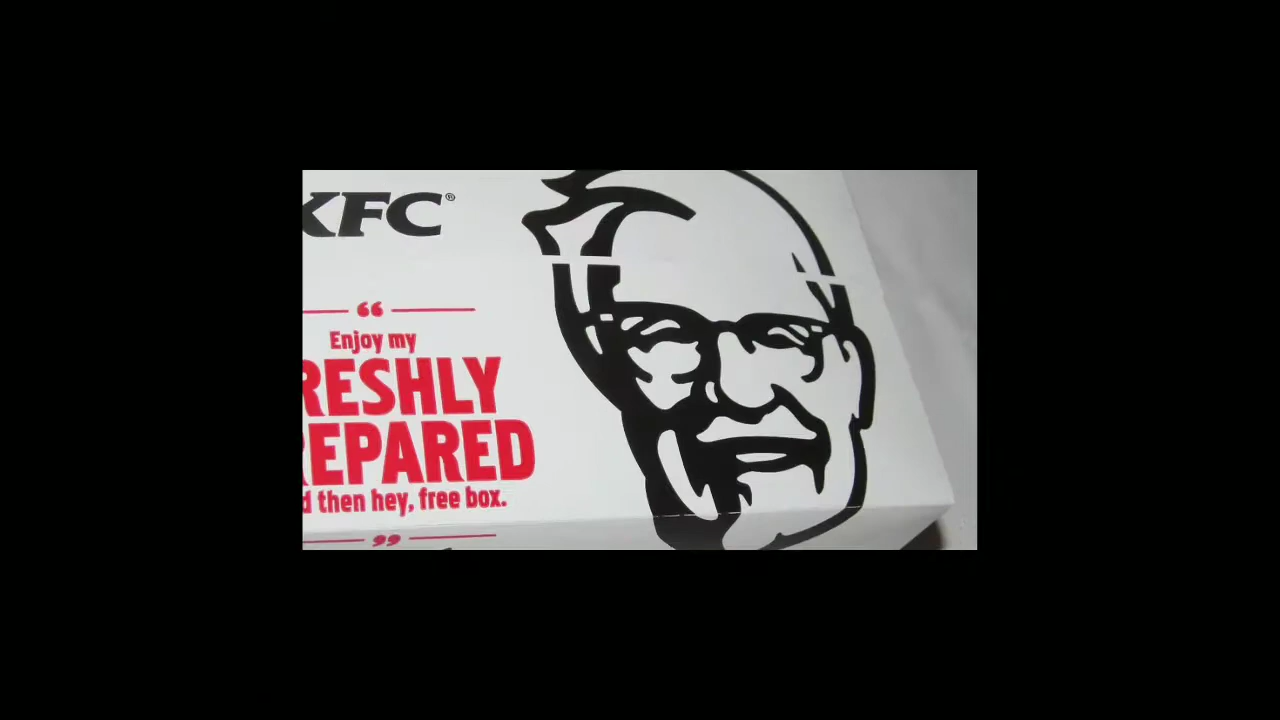 KFC®
“
Enjoy my
RESHLY
REPARED
d then hey, free box.
”